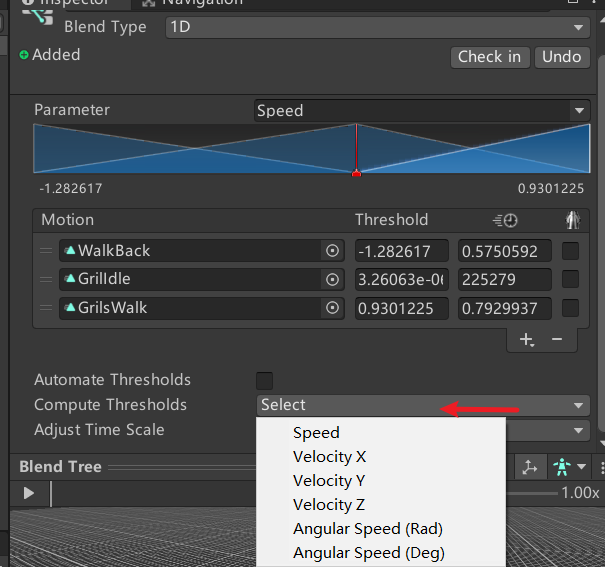 Inspector
Navigation
Blend Type
1D
Added
Check in
Undo
Parameter
Speed
-1.282617
0.9301225
Motion
Threshold
WalkBack
-1.282617
0.5750592
GrilIdle
3.26063e-06
225279
GrilsWalk
0.9301225
0.7929937
Automate Thresholds
Compute Thresholds
Select
Adjust Time Scale
Speed
Velocity X
Velocity Y
Velocity Z
Angular Speed (Rad)
Angular Speed (Deg)
Blend Tree
1.00x